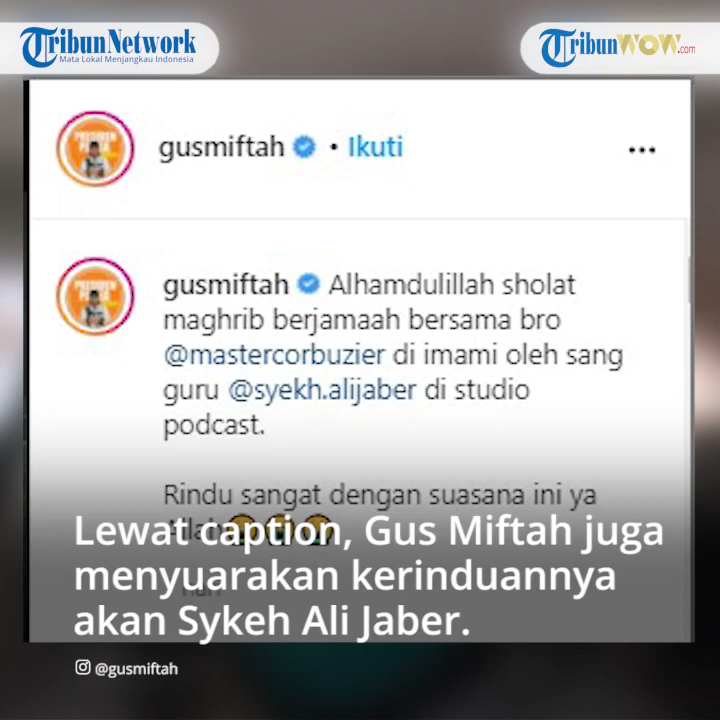 Tribun Network
Mata Lokal Menjangkau Indonesia
TribunWOW.com
gusmiftah • Ikuti
gusmiftah Alhamdulillah sholat
maghrib berjamaah bersama bro
@mastercorbuzier di imami oleh sang
guru @syekh.alijaber di studio
podcast.
Rindu sangat dengan suasana ini ya
Lewat caption, Gus Miftah juga
menyuarakan kerinduannya
akan Sykeh Ali Jaber.
@gusmiftah